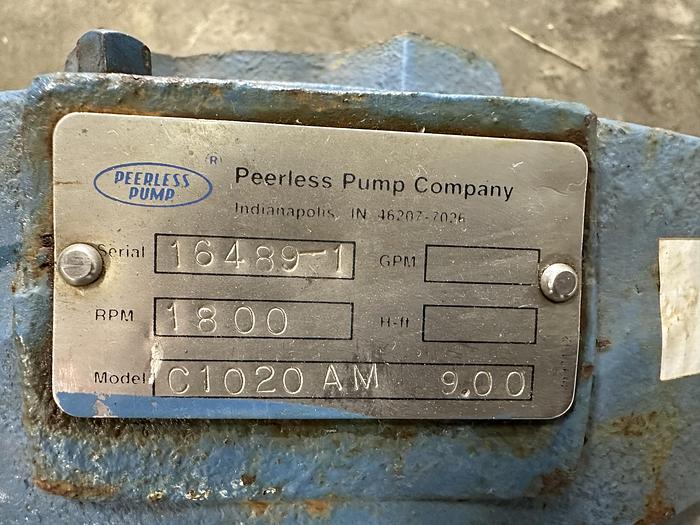 PEERLESS
PUMP
(R)
Peerless Pump Company
Indianapolis, IN 46207-7026
Serial 16489-1 GPM
RPM 1800 H-ft
Model C1020 AM 9.00